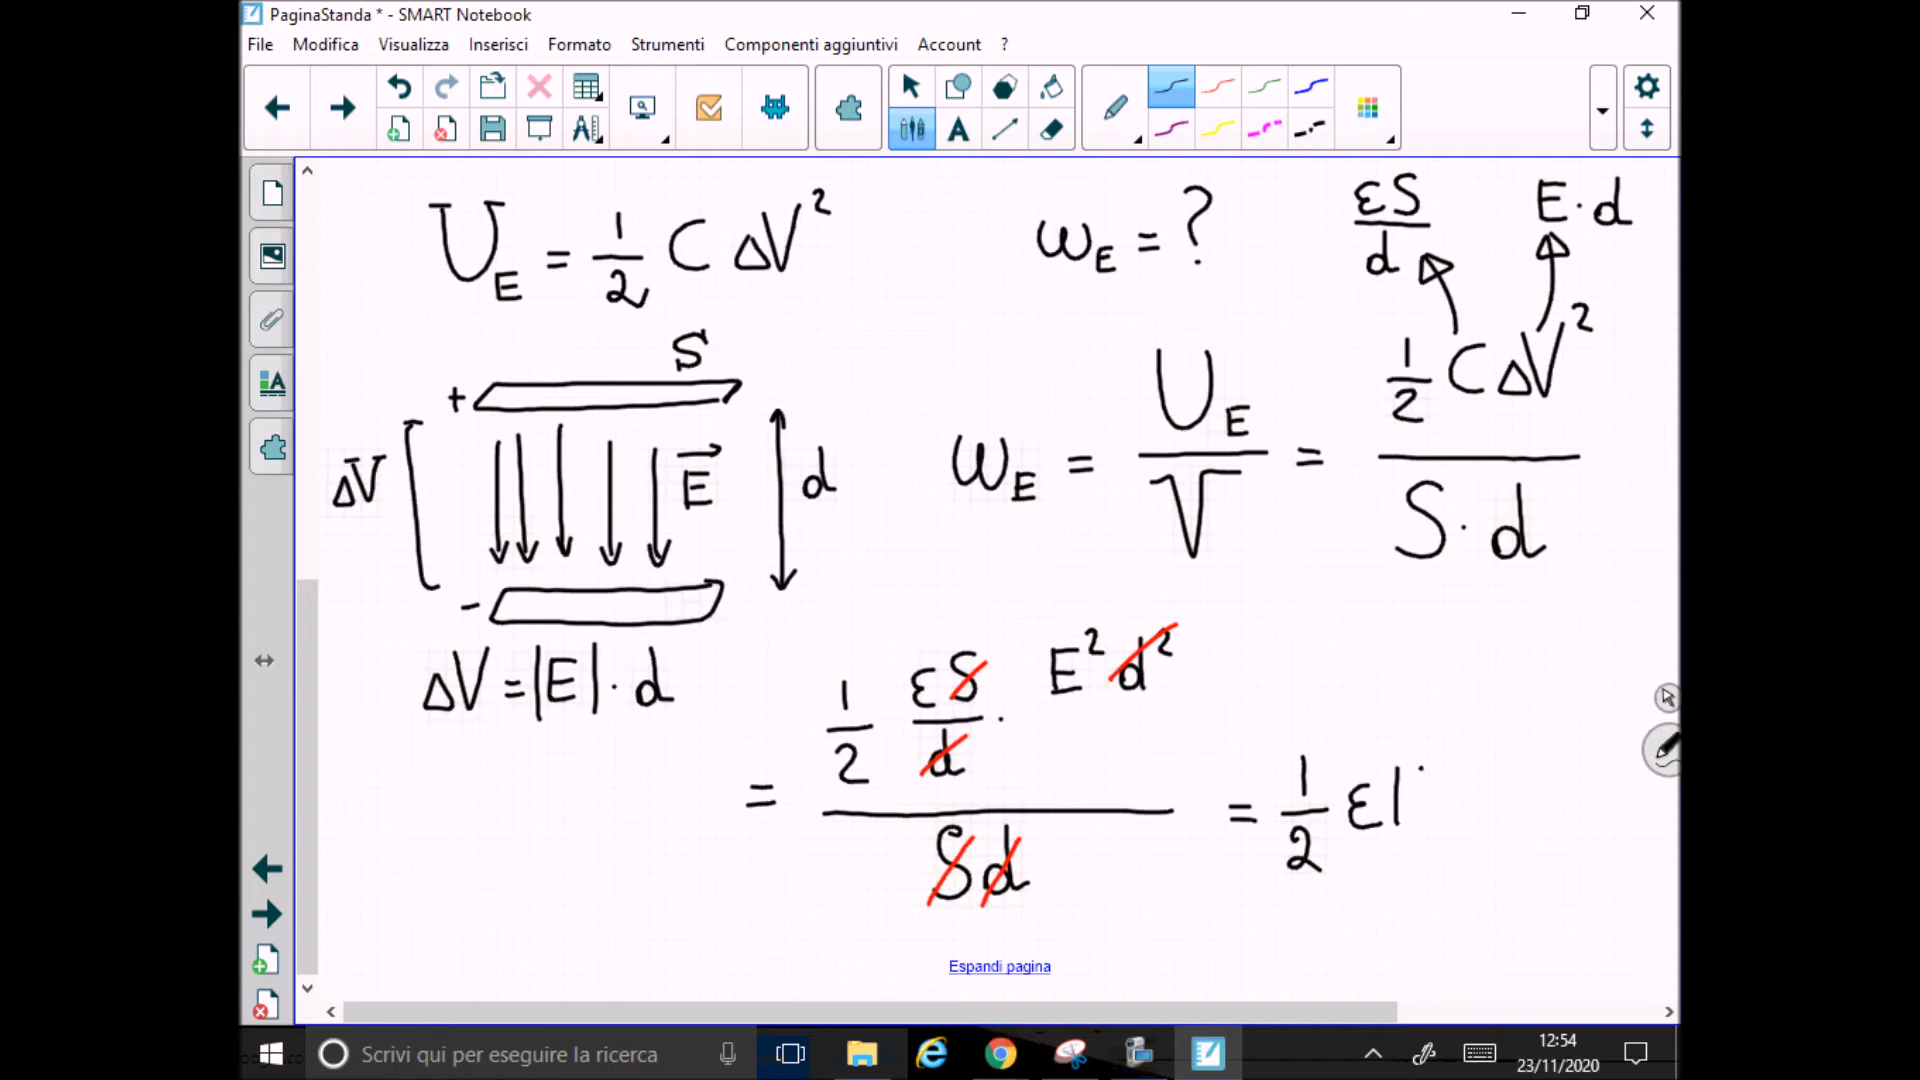 PaginaStanda * - SMART Notebook
File Modifica Visualizza Inserisci Formato Strumenti Componenti aggiuntivi Account ?
U_E = 1/2 C ΔV²
w_E = ?
εS/d
E · d
S
+
ΔV
E⃗
d
-
ΔV = |E| · d
w_E = U_E / V = (1/2 C ΔV²) / (S · d)
= (1/2 εS/d · E² d²) / (S d) = 1/2 ε |
Espandi pagina
Scrivi qui per eseguire la ricerca
12:54
23/11/2020